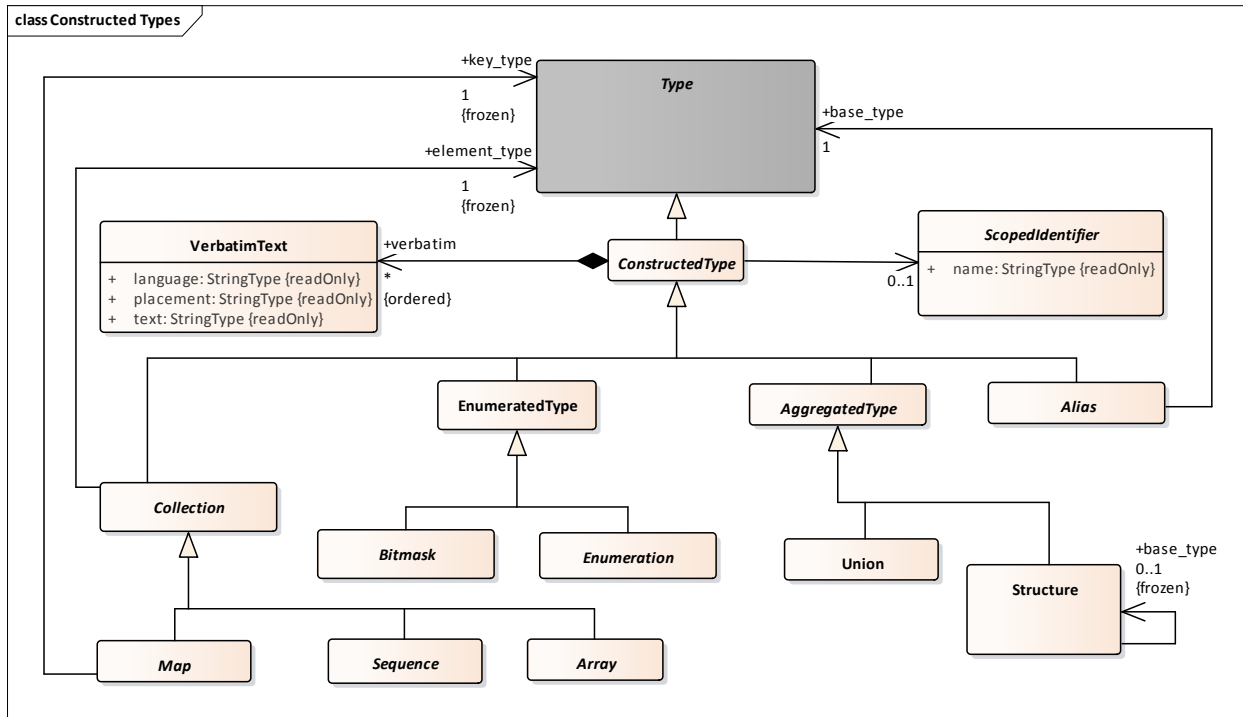 class Constructed Types
+key_type
1
{frozen}
Type
+base_type
1
+element_type
1
{frozen}
VerbatimText
+ language: StringType {readOnly}
+ placement: StringType {readOnly}
+ text: StringType {readOnly}
+verbatim
*
{ordered}
ConstructedType
0..1
ScopedIdentifier
+ name: StringType {readOnly}
EnumeratedType
AggregatedType
Alias
Collection
Bitmask
Enumeration
Union
Structure
+base_type
0..1
{frozen}
Map
Sequence
Array